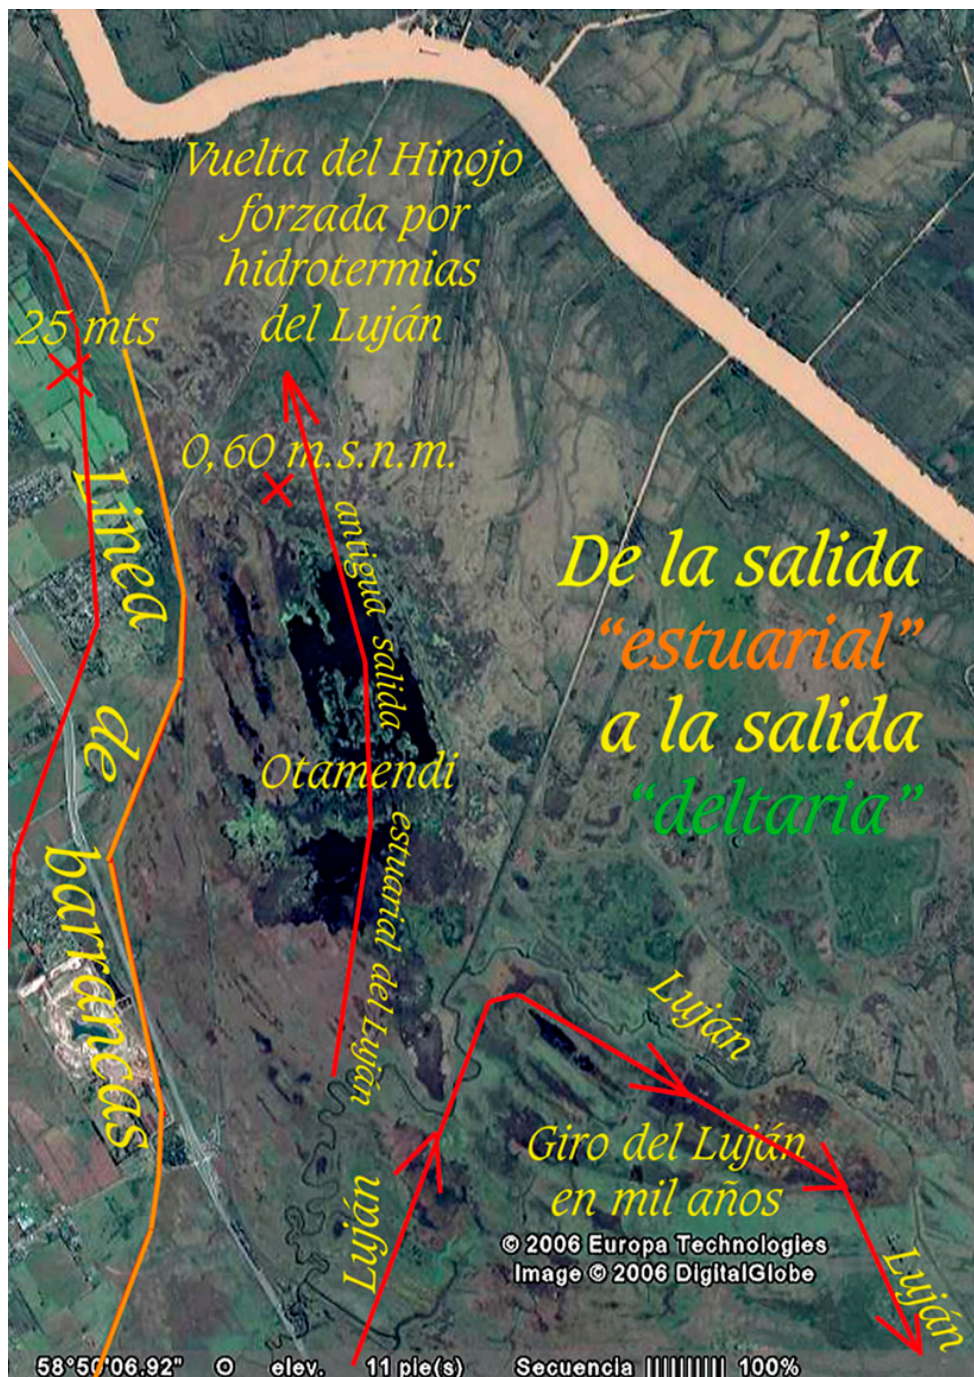 Vuelta del Hinojo
forzada por
hidrotermias
del Luján
25 mts
0,60 m.s.n.m.
Linea de barrancas
antigua salida estuarial del Luján
De la salida
“estuarial”
a la salida
“deltaria”
Otamendi
Luján
Giro del Luján
en mil años
Luján
Luján
© 2006 Europa Technologies
Image © 2006 DigitalGlobe
58°50'06.92" O elev. 11 pie(s) Secuencia |||||||||| 100%